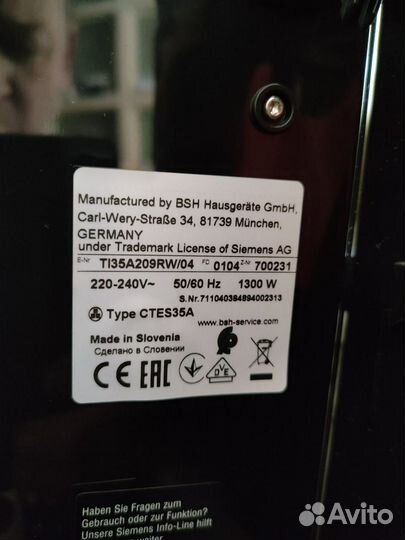 Manufactured by BSH Hausgeräte GmbH,
Carl-Wery-Straße 34, 81739 München,
GERMANY
under Trademark License of Siemens AG
E-Nr TI35A209RW/04 FD 0104 Z-Nr 700231
220-240V~ 50/60 Hz 1300 W
S.Nr.711040384894002313
Type CTES35A
www.bsh-service.com
Made in Slovenia
Сделано в Словении
CE EAC VDE
Haben Sie Fragen zum
Gebrauch oder zur Funktion?
Unsere Siemens Info-Line hilft
weiter
Avito